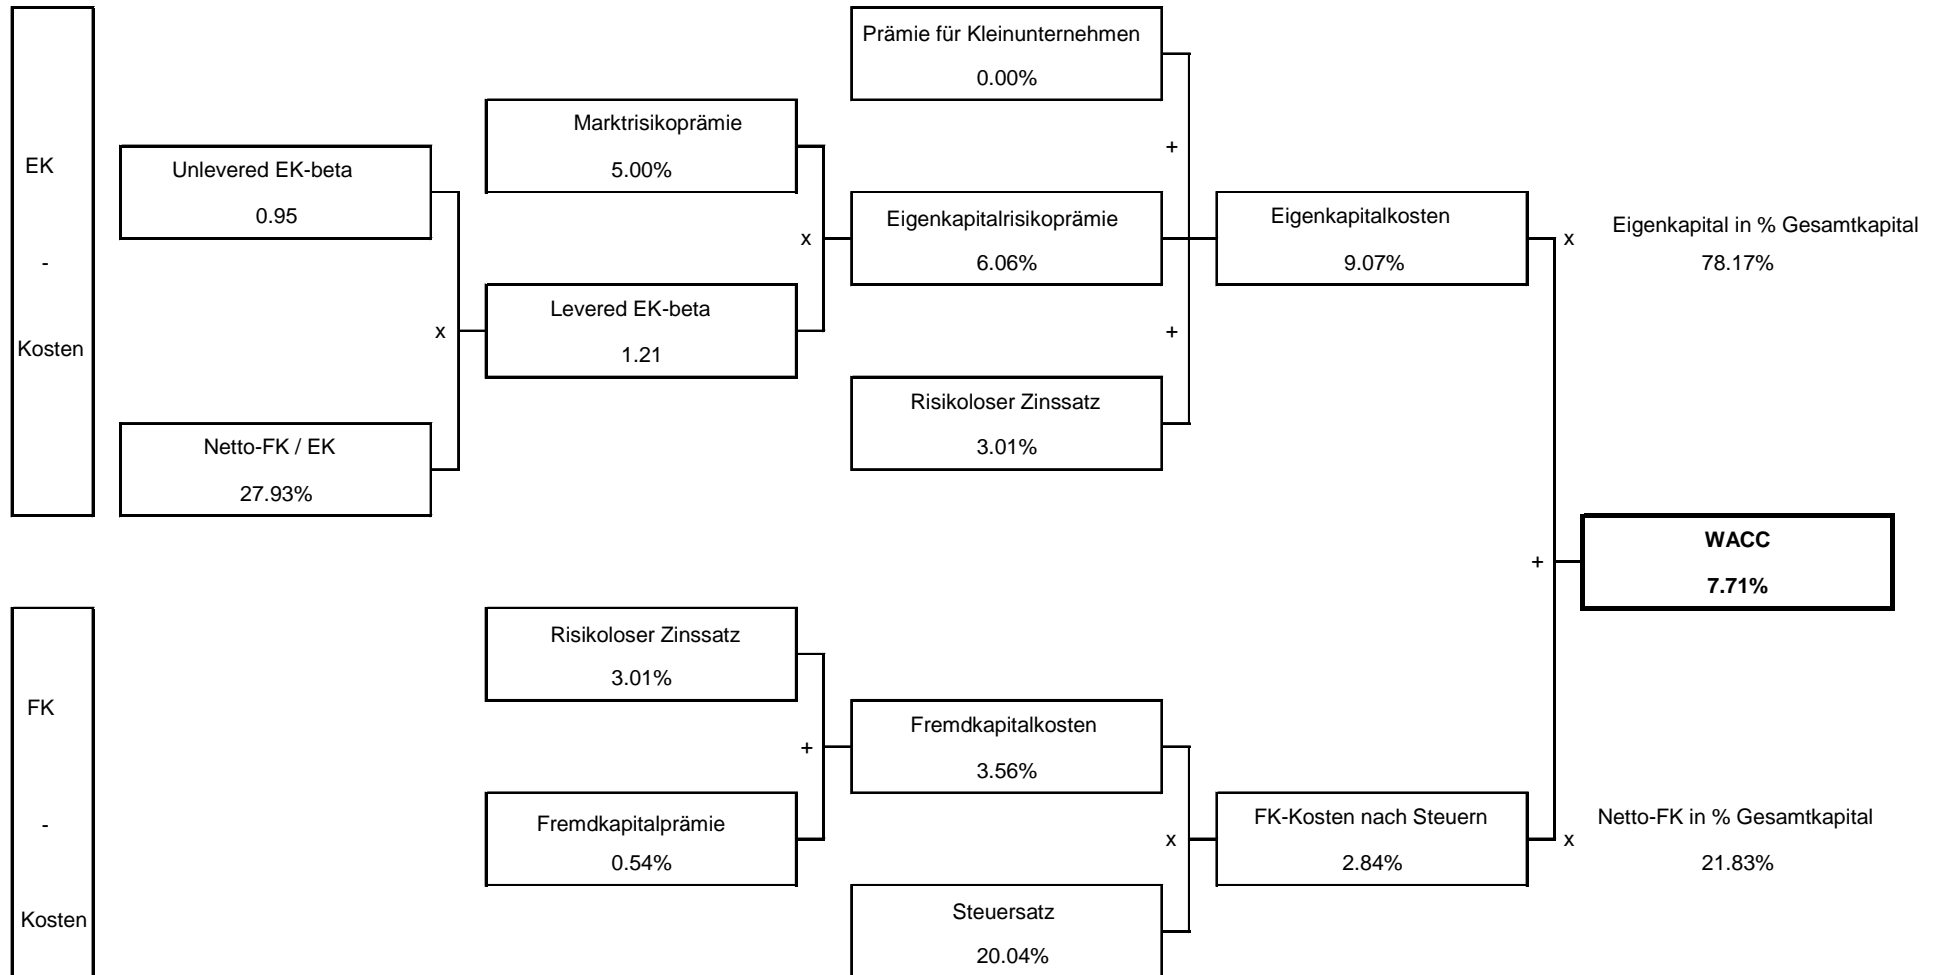 Prämie für Kleinunternehmen
0.00%
Marktrisikoprämie
5.00%
+
EK
-
Kosten
Unlevered EK-beta
0.95
x
Eigenkapitalrisikoprämie
6.06%
Eigenkapitalkosten
9.07%
x
Eigenkapital in % Gesamtkapital
78.17%
x
Levered EK-beta
1.21
+
Risikoloser Zinssatz
3.01%
Netto-FK / EK
27.93%
+
WACC
7.71%
Risikoloser Zinssatz
3.01%
FK
-
Kosten
+
Fremdkapitalkosten
3.56%
Fremdkapitalprämie
0.54%
x
FK-Kosten nach Steuern
2.84%
x
Netto-FK in % Gesamtkapital
21.83%
Steuersatz
20.04%